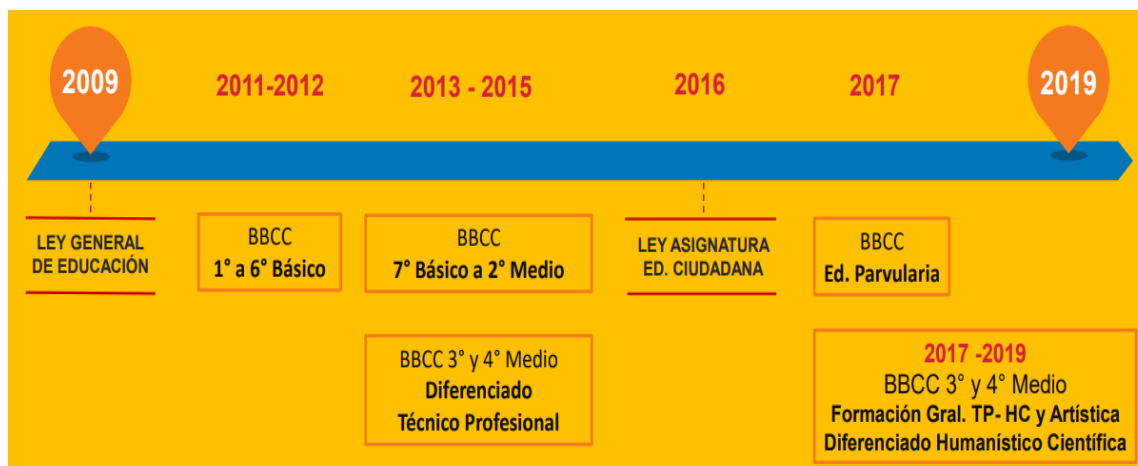 2009
2011-2012
2013 - 2015
2016
2017
2019
LEY GENERAL
DE EDUCACIÓN
BBCC
1° a 6° Básico
BBCC
7° Básico a 2° Medio
LEY ASIGNATURA
ED. CIUDADANA
BBCC
Ed. Parvularia
BBCC 3° y 4° Medio
Diferenciado
Técnico Profesional
2017 -2019
BBCC 3° y 4° Medio
Formación Gral. TP- HC y Artística
Diferenciado Humanístico Científica